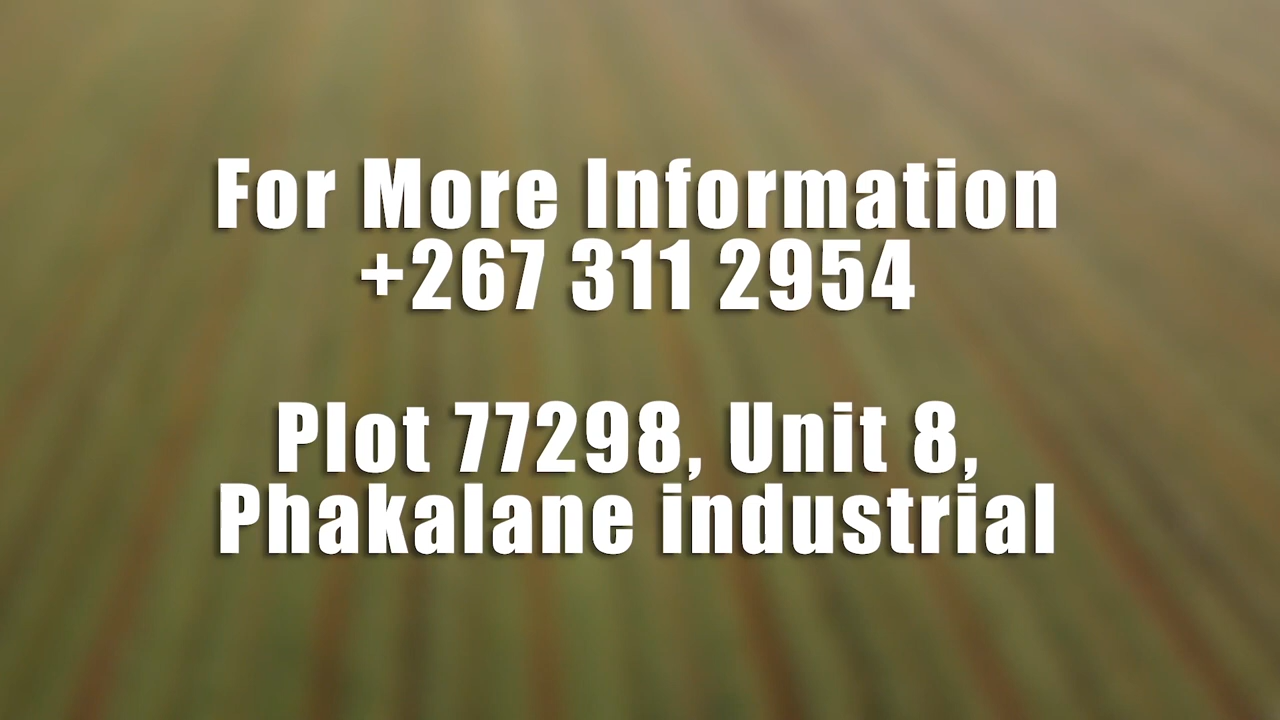 For More Information
+267 311 2954
Plot 77298, Unit 8,
Phakalane industrial